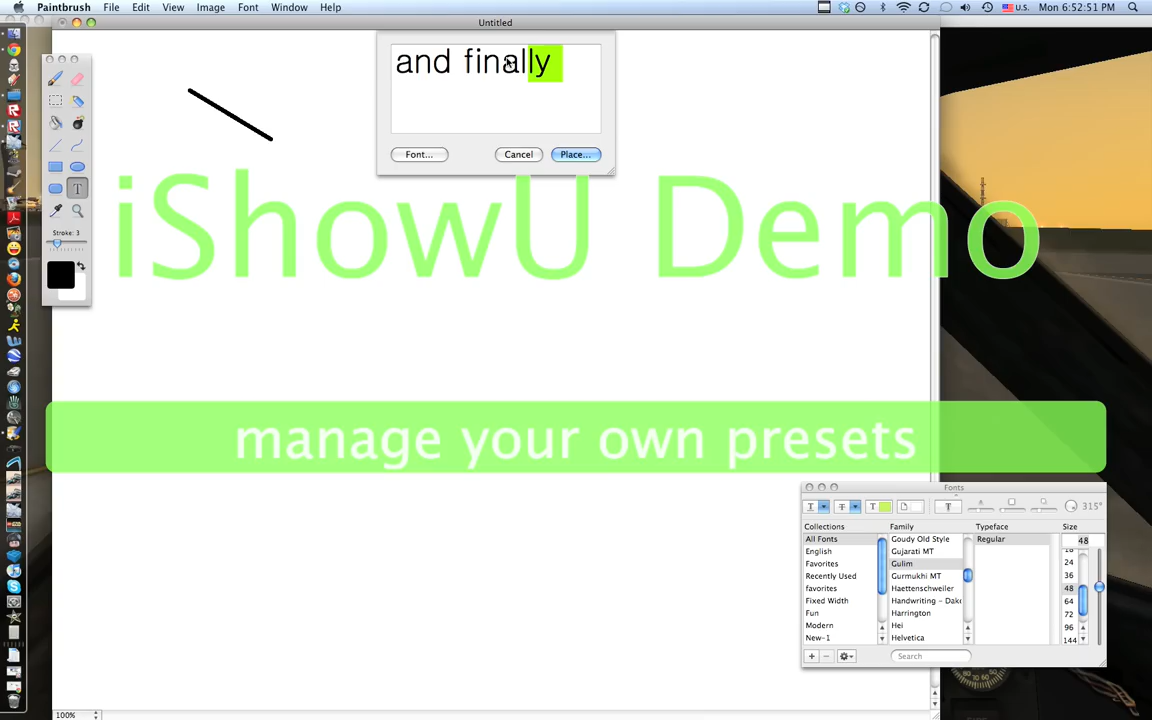 Paintbrush File Edit View Image Font Window Help
U.S. Mon 6:52:51 PM
Untitled
and finally
Font... Cancel Place...
Stroke: 3
iShowU Demo
manage your own presets
Fonts
315°
Collections Family Typeface Size
All Fonts Goudy Old Style Regular 48
English Gujarati MT
Favorites Gulim 24
Recently Used Gurmukhi MT 36
favorites Haettenschweiler 48
Fixed Width Handwriting - Dak 64
Fun Harrington 72
Modern Hei 96
New-1 Helvetica 144
Search
100%